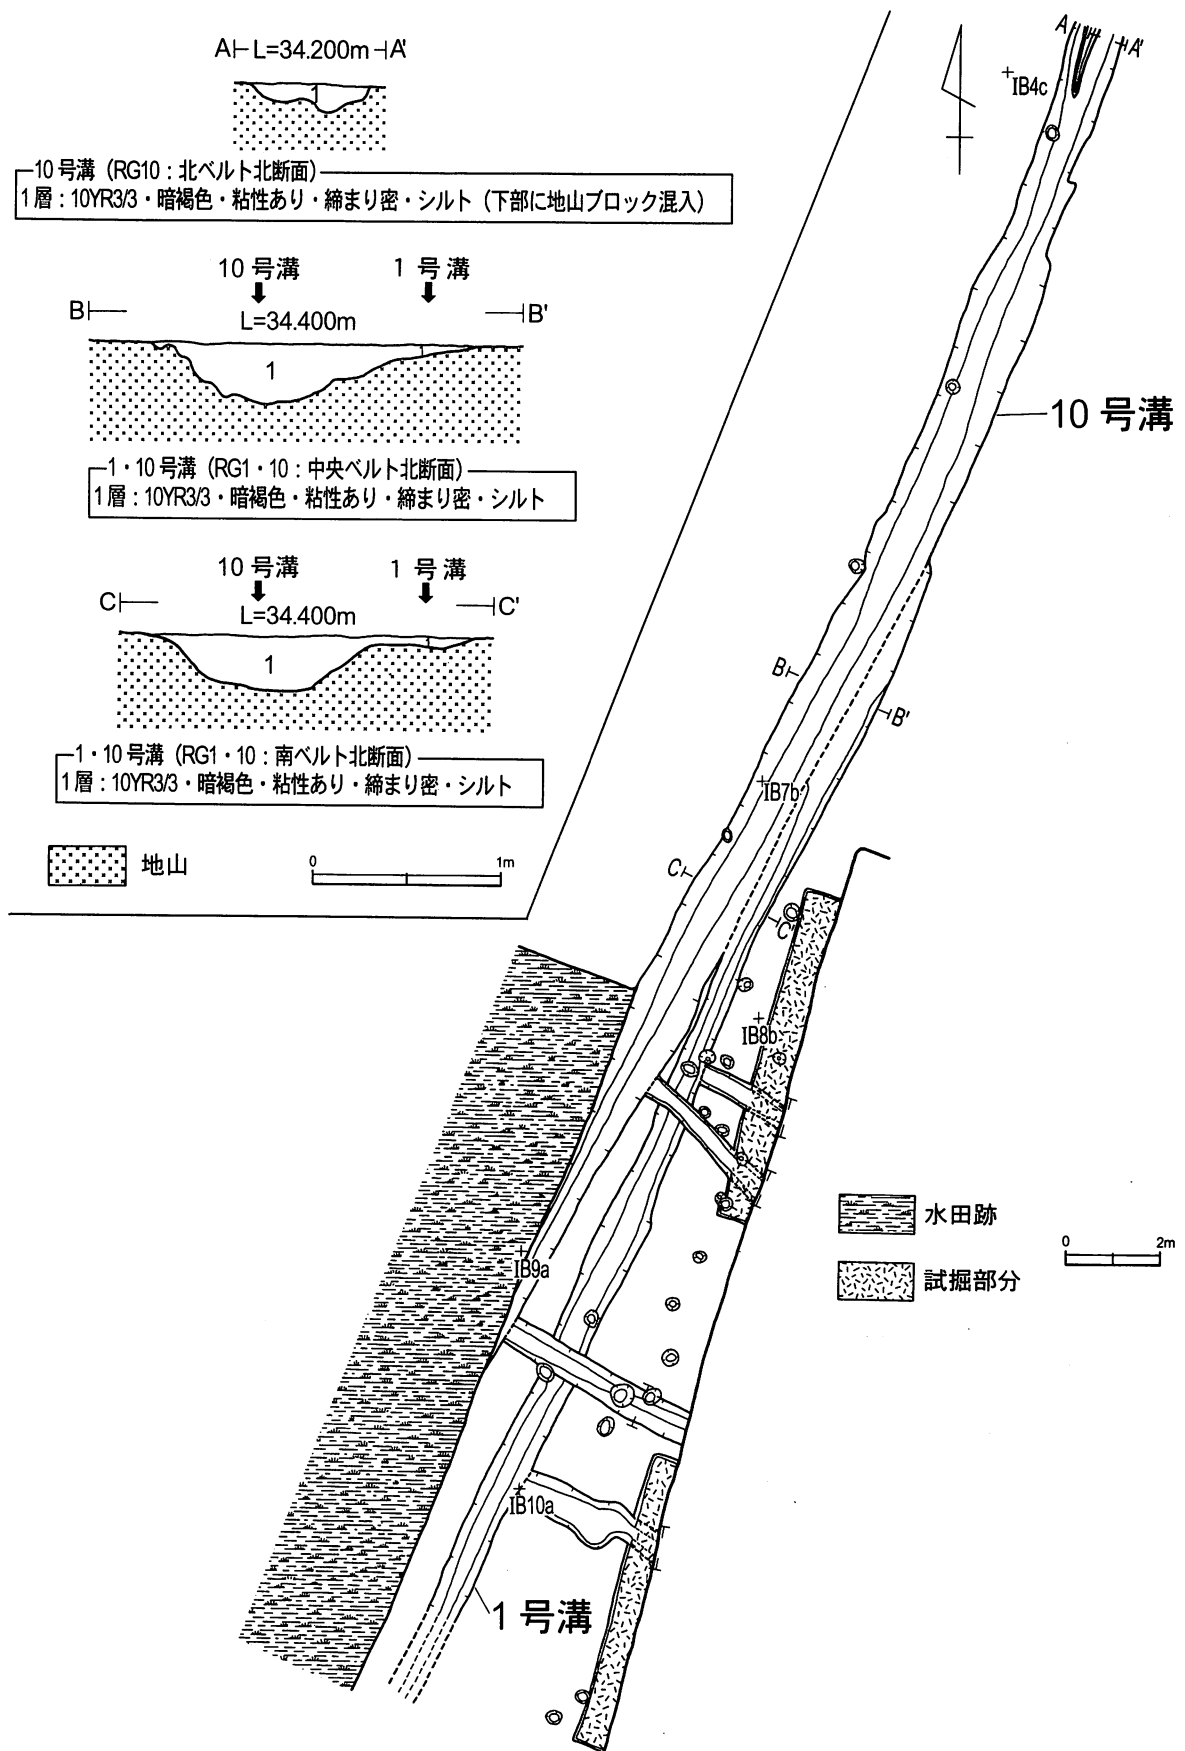 A L=34.200m A'
1
10号溝（RG10：北ベルト北断面）
1層：10YR3/3・暗褐色・粘性あり・締まり密・シルト（下部に地山ブロック混入）
10号溝 1号溝
B L=34.400m B'
1 1
1・10号溝（RG1・10：中央ベルト北断面）
1層：10YR3/3・暗褐色・粘性あり・締まり密・シルト
10号溝 1号溝
C L=34.400m C'
1 1
1・10号溝（RG1・10：南ベルト北断面）
1層：10YR3/3・暗褐色・粘性あり・締まり密・シルト
地山
0 1m
A A'
IB4c
10号溝
B B'
IB7b
C C'
IB8b
IB9a
IB10a
1号溝
水田跡
試掘部分
0 2m